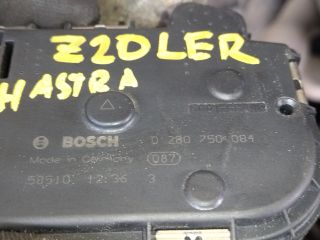 Z20LER
H ASTRA
BOSCH 0 280 750 084
Made in Germany 087
58510 12:36 3